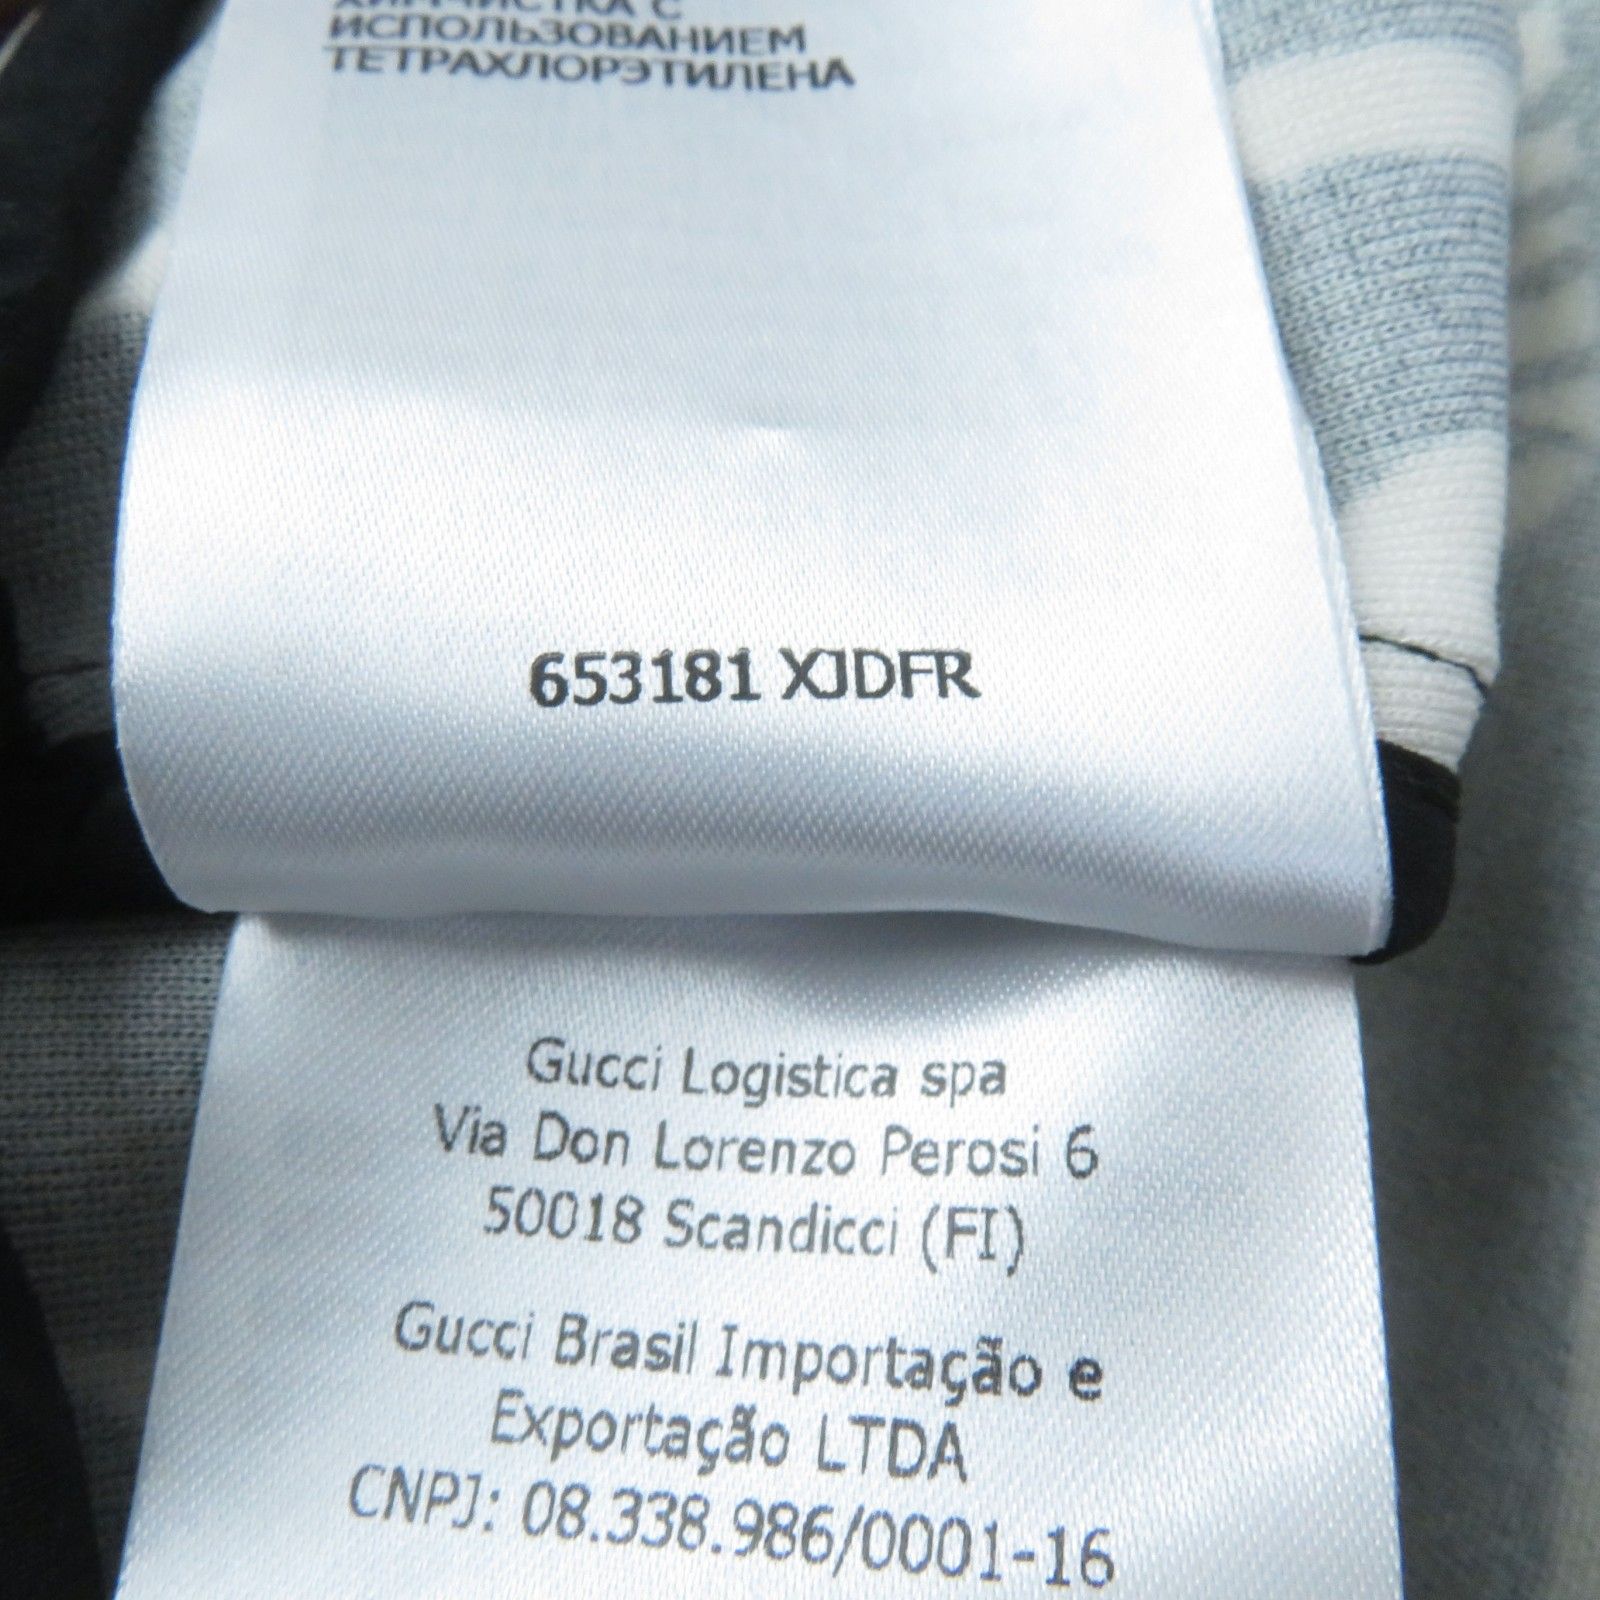 ХИМЧИСТКА С
ИСПОЛЬЗОВАНИЕМ
ТЕТРАХЛОРЭТИЛЕНА
653181 XJDFR
Gucci Logistica spa
Via Don Lorenzo Perosi 6
50018 Scandicci (FI)
Gucci Brasil Importação e
Exportação LTDA
CNPJ: 08.338.986/0001-16